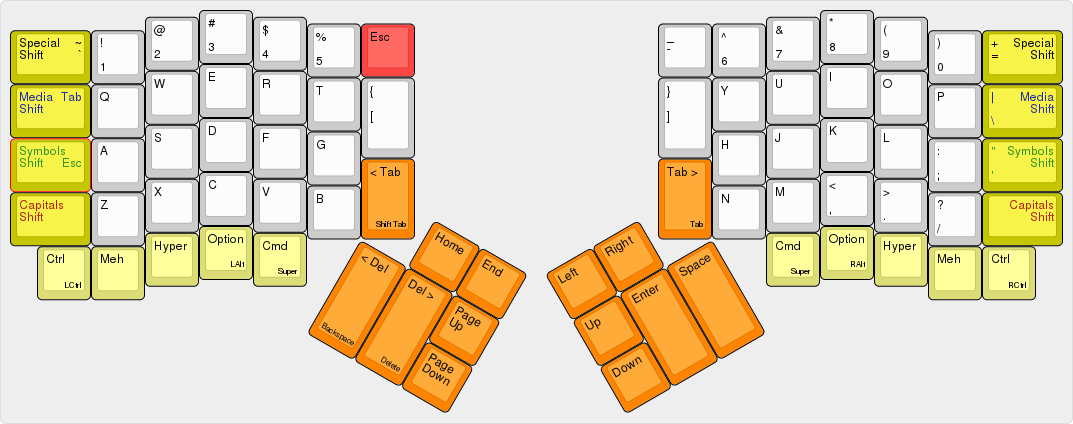 Special ~
Shift `
!
1
@
2
#
3
$
4
%
5
Esc
Media Tab
Shift
Q
W
E
R
T
{
[
Symbols
Shift Esc
A
S
D
F
G
< Tab
Shift Tab
Capitals
Shift
Z
X
C
V
B
Ctrl
LCtrl
Meh
Hyper
Option
LAlt
Cmd
Super
< Del
Backspace
Del >
Delete
Home
End
Page
Up
Page
Down
_
-
^
6
&
7
*
8
(
9
)
0
+ Special
= Shift
}
]
Y
U
I
O
P
| Media
\ Shift
Tab >
Tab
H
J
K
L
:
;
" Symbols
' Shift
N
M
<
,
>
.
?
/
Capitals
Shift
Cmd
Super
Option
RAlt
Hyper
Meh
Ctrl
RCtrl
Left
Right
Up
Down
Enter
Space